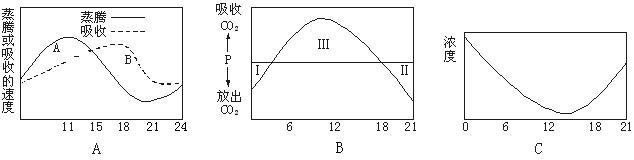 蒸腾或吸收的速度
蒸腾
吸收
A
B
11 15 18 21 24
A
吸收
CO₂
P
放出
CO₂
I
III
II
6 12 18 21
B
浓度
0 6 12 18 21
C